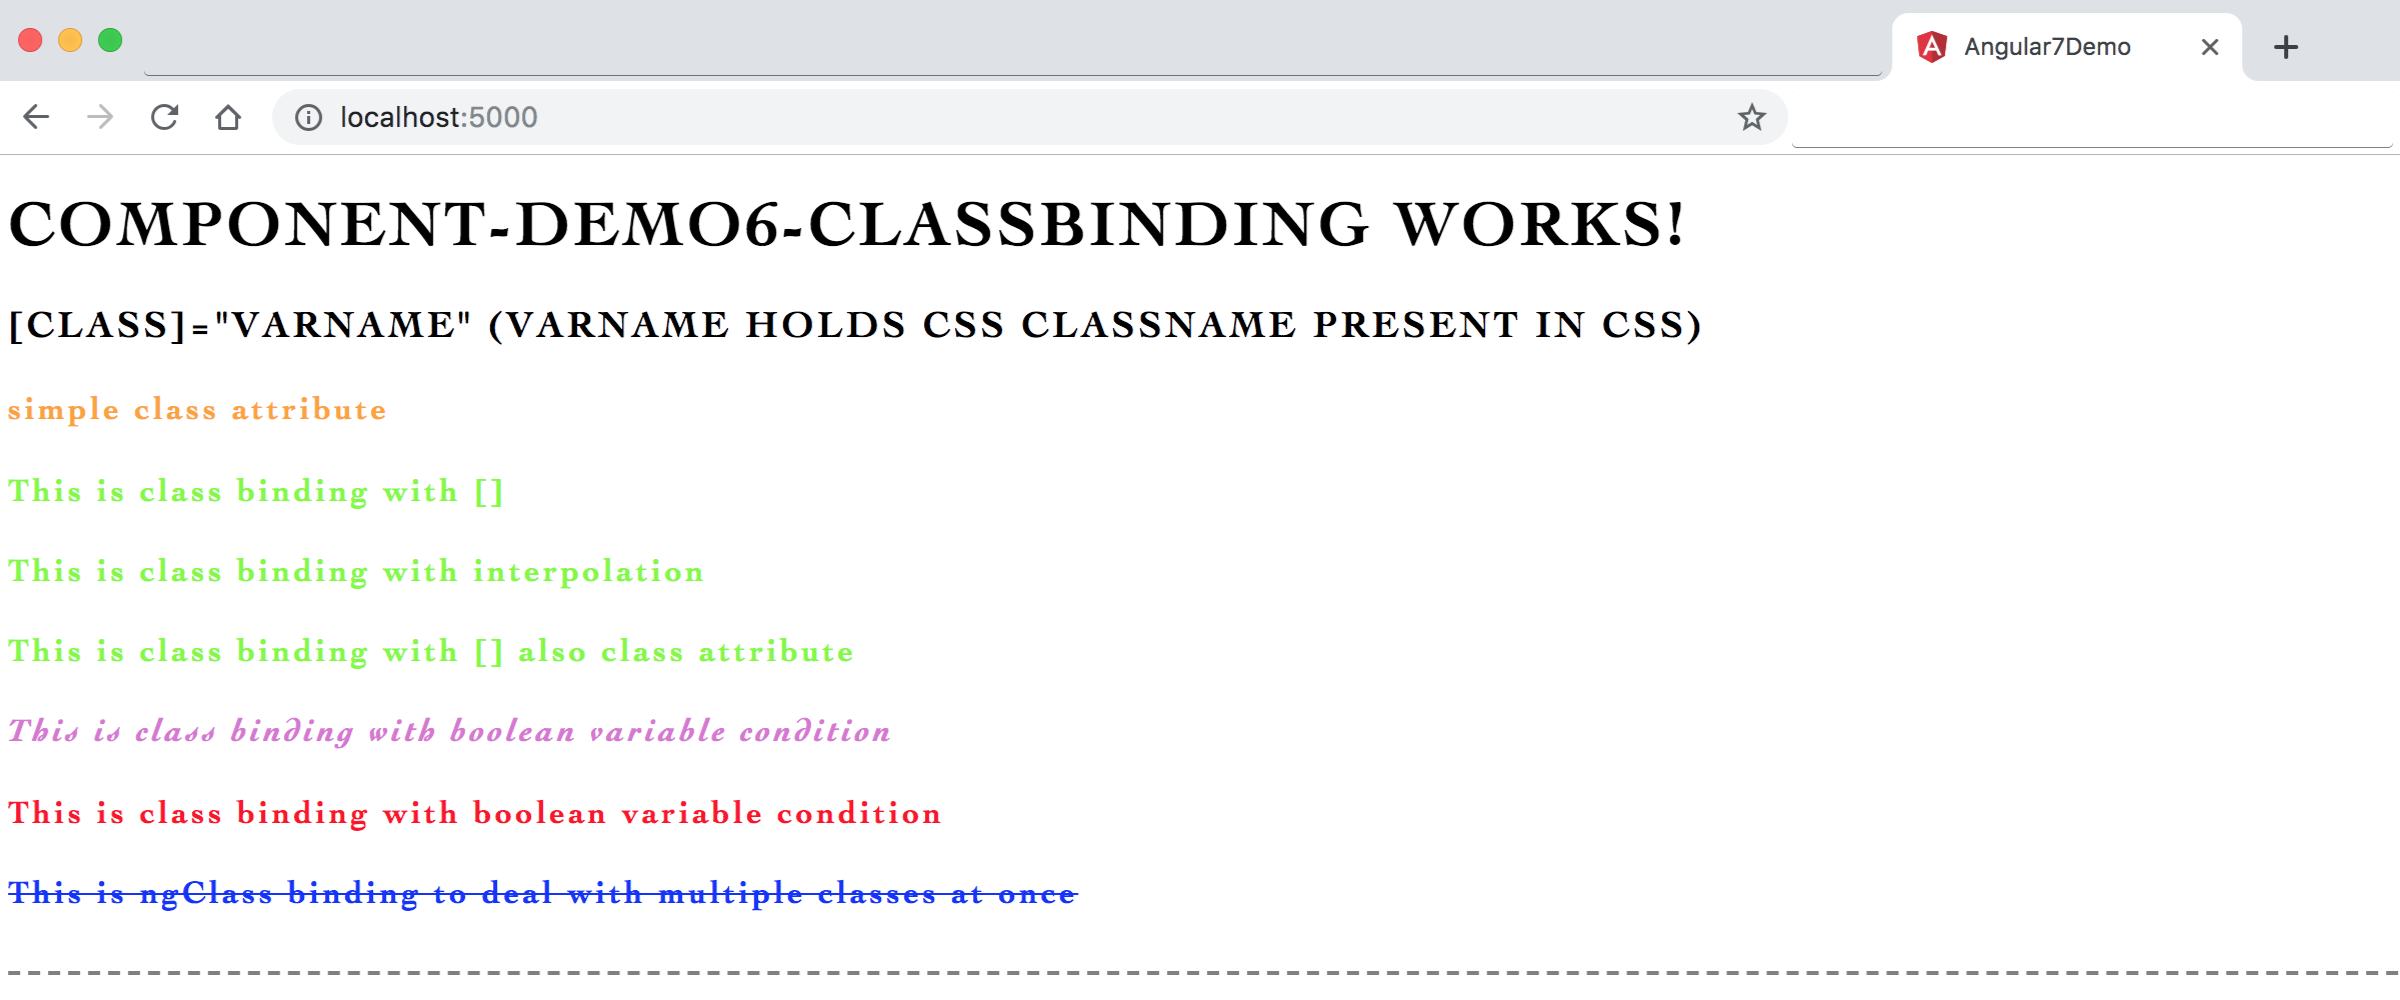 Angular7Demo
localhost:5000
COMPONENT-DEMO6-CLASSBINDING WORKS!
[CLASS]="VARNAME" (VARNAME HOLDS CSS CLASSNAME PRESENT IN CSS)
simple class attribute
This is class binding with []
This is class binding with interpolation
This is class binding with [] also class attribute
This is class binding with boolean variable condition
This is class binding with boolean variable condition
This is ngClass binding to deal with multiple classes at once